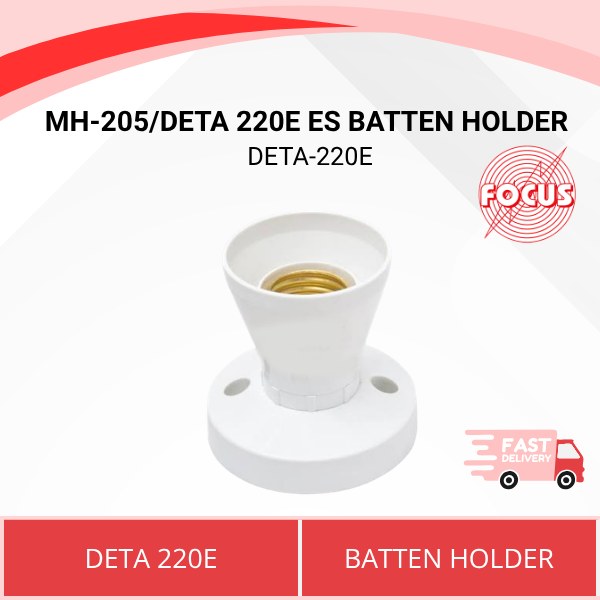 MH-205/DETA 220E ES BATTEN HOLDER
DETA-220E
FOCUS
FAST
DELIVERY
DETA 220E
BATTEN HOLDER